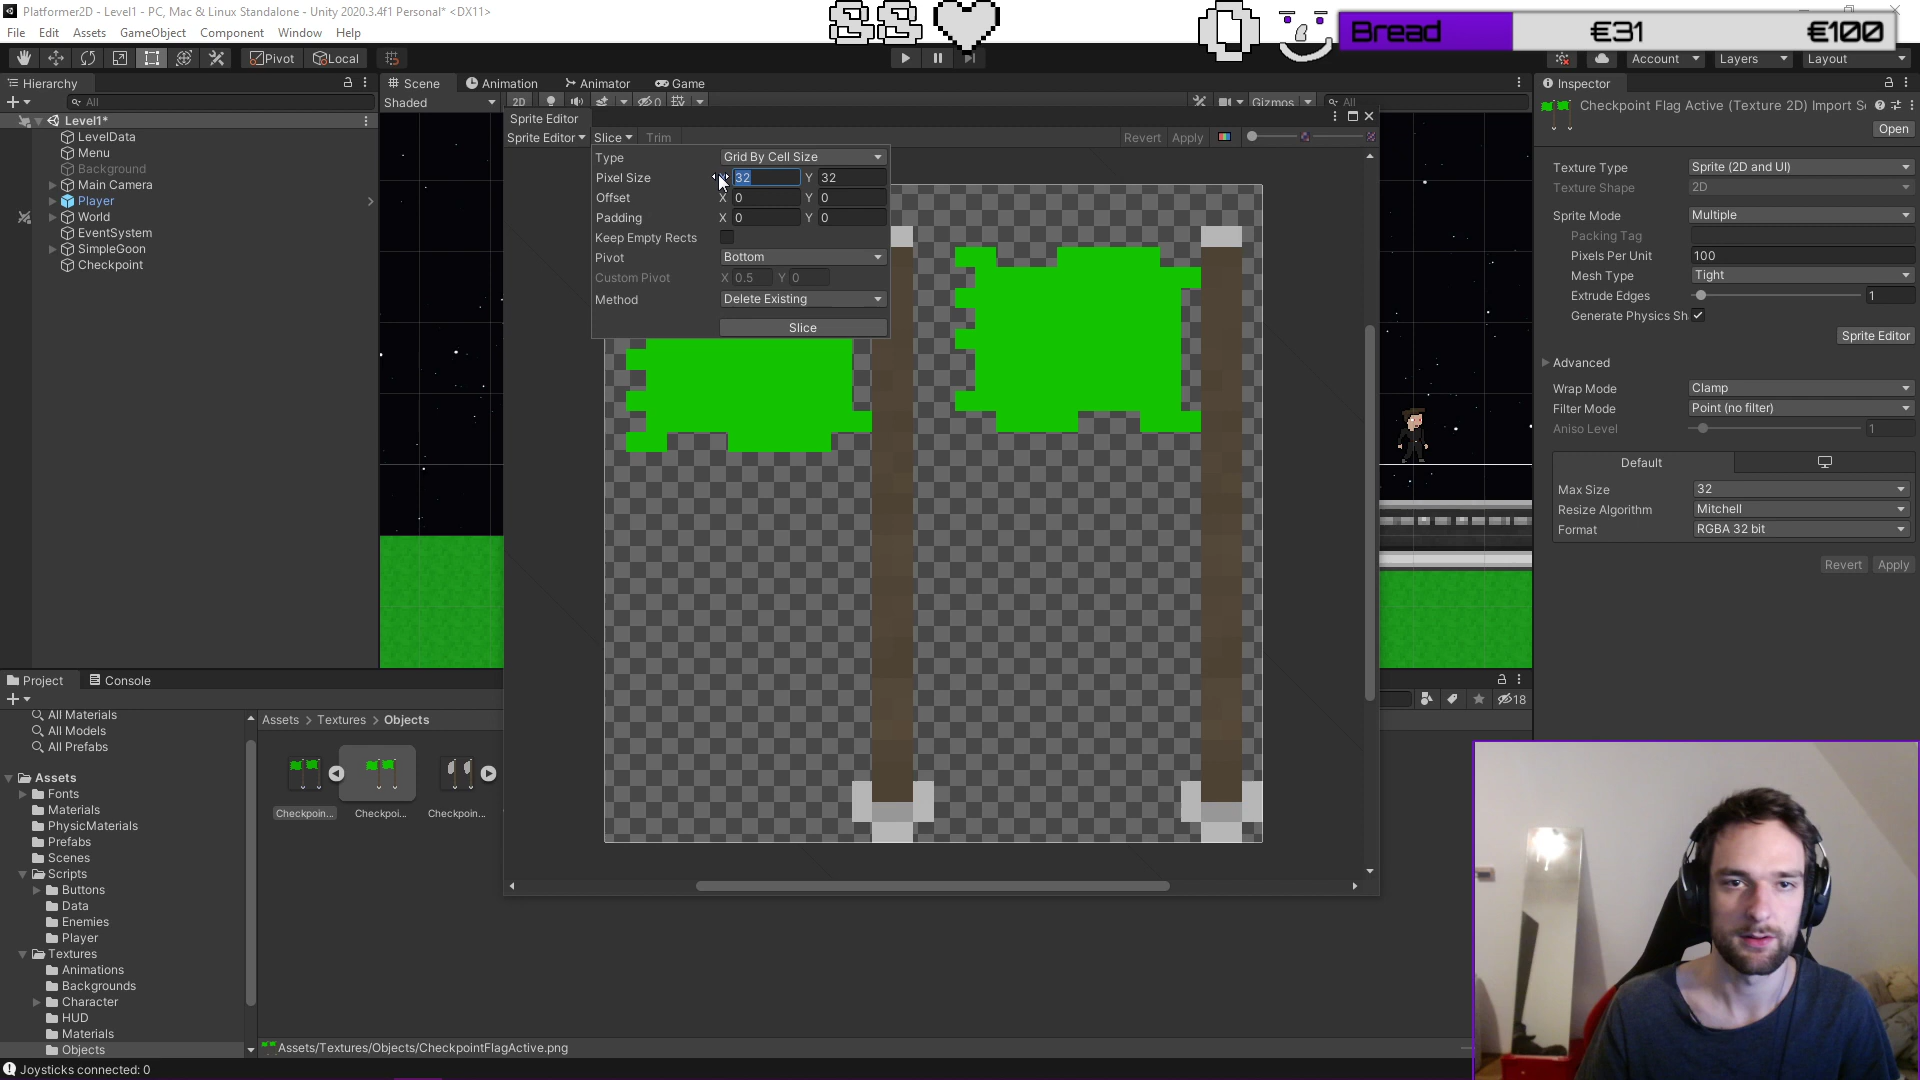 Platformer2D - Level1 - PC, Mac & Linux Standalone - Unity 2020.3.4f1 Personal* <DX11>
Bread €31 €100
File Edit Assets GameObject Component Window Help
Pivot Local Account Layers Layout
Hierarchy
All
Level1*
LevelData
Menu
Background
Main Camera
Player
World
EventSystem
SimpleGoon
Checkpoint
Scene Animation Animator Game
Shaded 2D 0 Gizmos All
Sprite Editor
Sprite Editor Slice Trim Revert Apply
Type Grid By Cell Size
Pixel Size 32 Y 32
Offset X 0 Y 0
Padding X 0 Y 0
Keep Empty Rects
Pivot Bottom
Custom Pivot X 0.5 Y 0
Method Delete Existing
Slice
Inspector
Checkpoint Flag Active (Texture 2D) Import S
Open
Texture Type Sprite (2D and UI)
Texture Shape 2D
Sprite Mode Multiple
Packing Tag
Pixels Per Unit 100
Mesh Type Tight
Extrude Edges 1
Generate Physics Sh
Sprite Editor
Advanced
Wrap Mode Clamp
Filter Mode Point (no filter)
Aniso Level 1
Default
Max Size 32
Resize Algorithm Mitchell
Format RGBA 32 bit
Revert Apply
Project Console
18
All Materials
All Models
All Prefabs
Assets
Fonts
Materials
PhysicMaterials
Prefabs
Scenes
Scripts
Buttons
Data
Enemies
Player
Textures
Animations
Backgrounds
Character
HUD
Materials
Objects
Assets > Textures > Objects
Checkpoin... Checkpoi... Checkpoin...
Assets/Textures/Objects/CheckpointFlagActive.png
Joysticks connected: 0